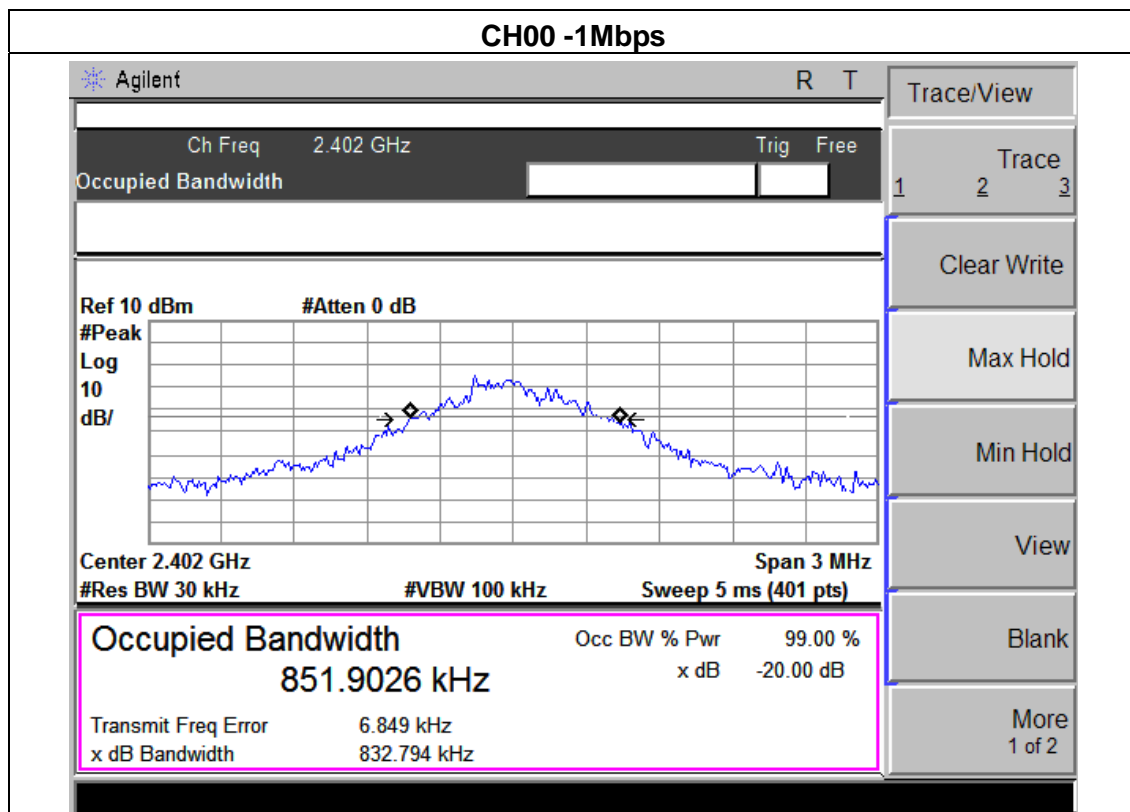 CH00 -1Mbps
Agilent R T
Trace/View
Ch Freq 2.402 GHz Trig Free
Occupied Bandwidth
Trace
1 2 3
Clear Write
Ref 10 dBm #Atten 0 dB
#Peak
Log
10
dB/
Max Hold
Min Hold
View
Center 2.402 GHz Span 3 MHz
#Res BW 30 kHz #VBW 100 kHz Sweep 5 ms (401 pts)
Occupied Bandwidth Occ BW % Pwr 99.00 %
851.9026 kHz x dB -20.00 dB
Transmit Freq Error 6.849 kHz
x dB Bandwidth 832.794 kHz
Blank
More
1 of 2